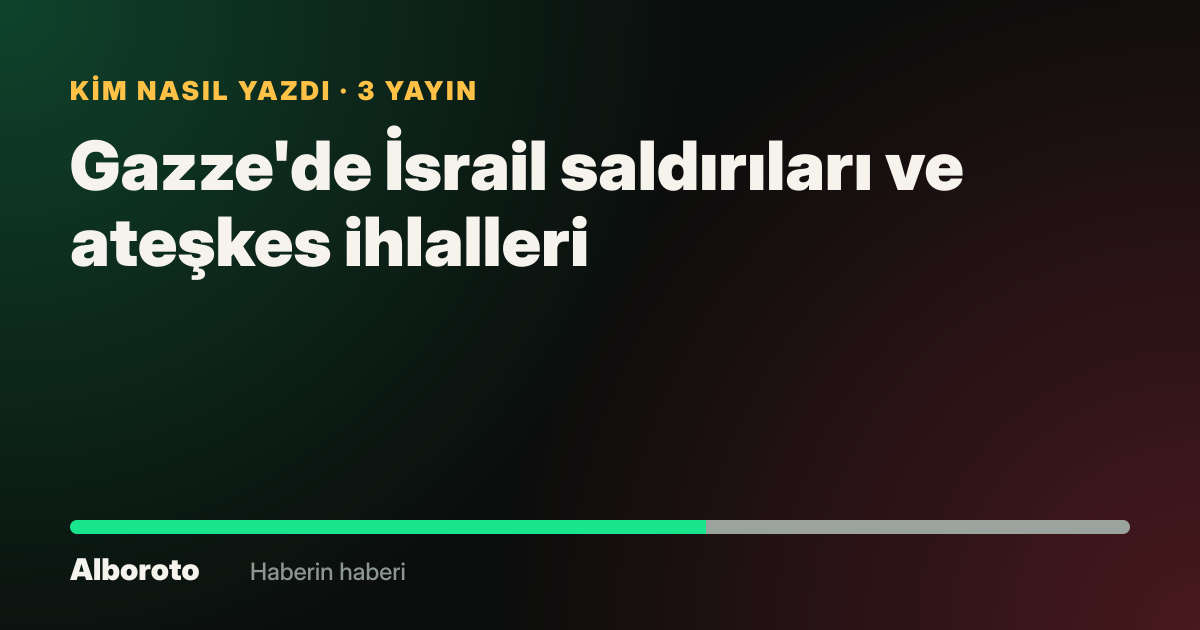 KİM NASIL YAZDI · 3 YAYIN
Gazze'de İsrail saldırıları ve
ateşkes ihlalleri
Alboroto
Haberin haberi